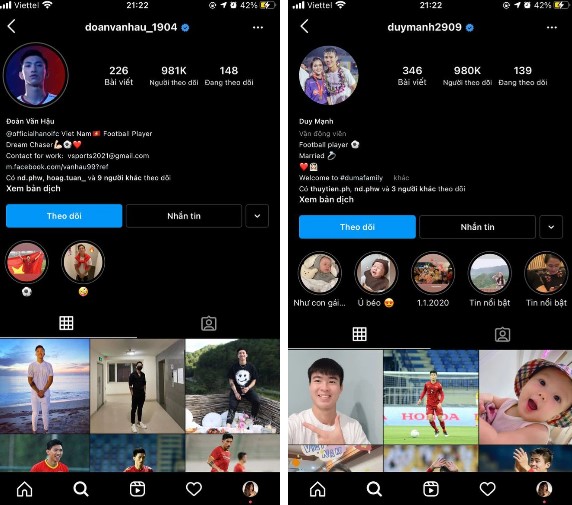 Viettel
21:22
42%
doanvanhau_1904
226
981K
148
Bài viết
Người theo dõi
Đang theo dõi
Đoàn Văn Hậu
@officialhanoifc Viet Nam🇻🇳 Football Player
Dream Chaser💪🏻⚽❤️
Contact for work: vsports2021@gmail.com
m.facebook.com/vanhau99?ref
Có nd.phw, hoag.tuan_ và 9 người khác theo dõi
Xem bản dịch
Theo dõi
Nhắn tin
Viettel
21:22
42%
duymanh2909
346
980K
139
Bài viết
Người theo dõi
Đang theo dõi
Duy Mạnh
Vận động viên
Football player ⚽
Married 💍
Welcome to #dumafamily khác
Có thuytien.ph, nd.phw và 3 người khác theo dõi
Xem bản dịch
Theo dõi
Nhắn tin
Như con gái...
Ú béo 😍
1.1.2020
Tin nổi bật
Tin nổi bật
HONDA